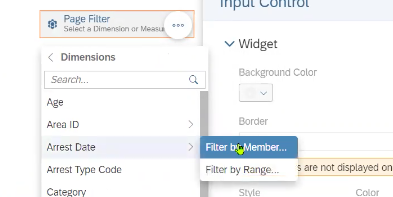 Input Control
Page Filter
Select a Dimension or Measu
Widget
Dimensions
Background Color
Search...
Age
Area ID
Border
Arrest Date
Filter by Member...
Arrest Type Code
Filter by Range...
s are not displayed on
Category
Style
Color